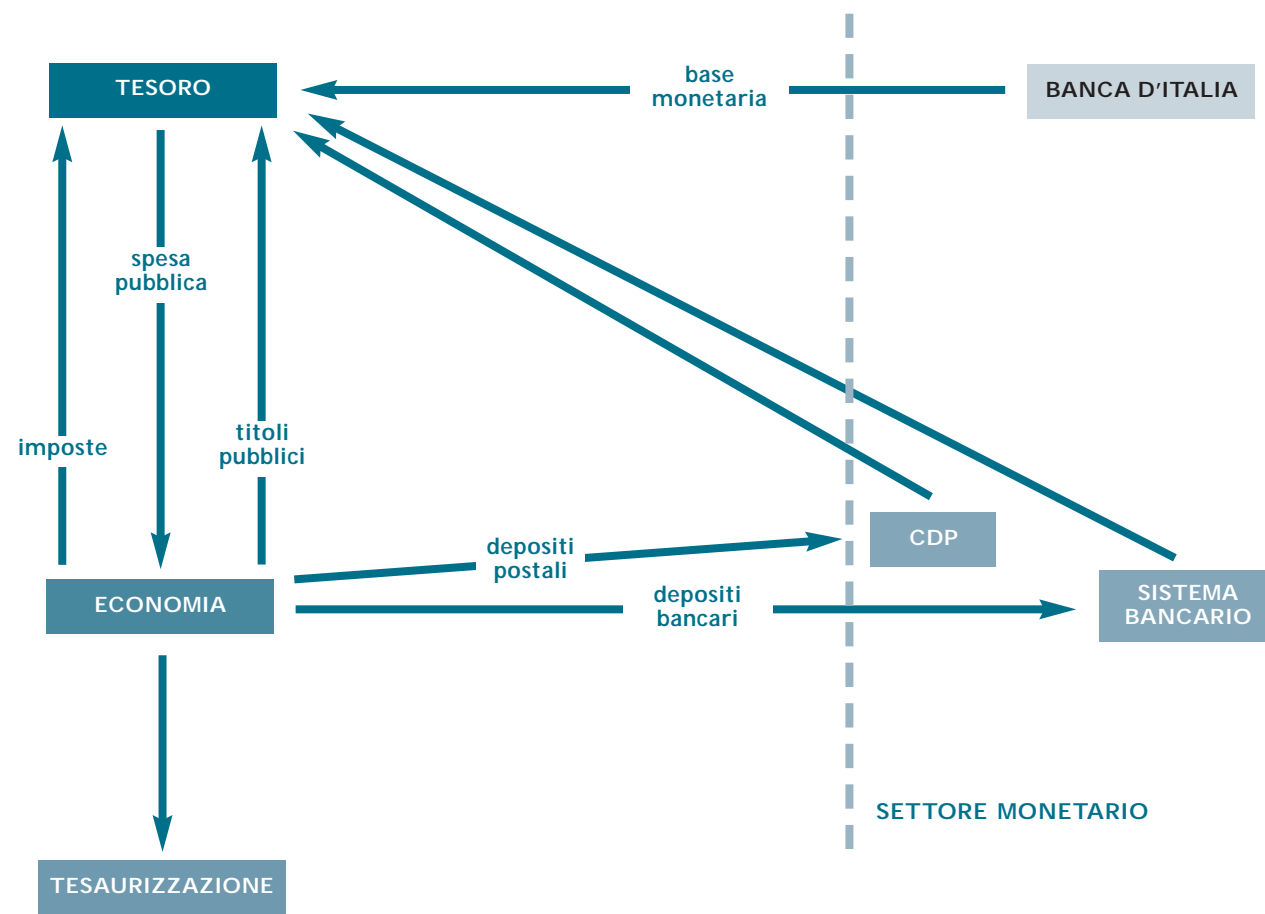 TESORO
base
monetaria
BANCA D'ITALIA
spesa
pubblica
imposte
titoli
pubblici
depositi
postali
CDP
ECONOMIA
depositi
bancari
SISTEMA
BANCARIO
SETTORE MONETARIO
TESAURIZZAZIONE